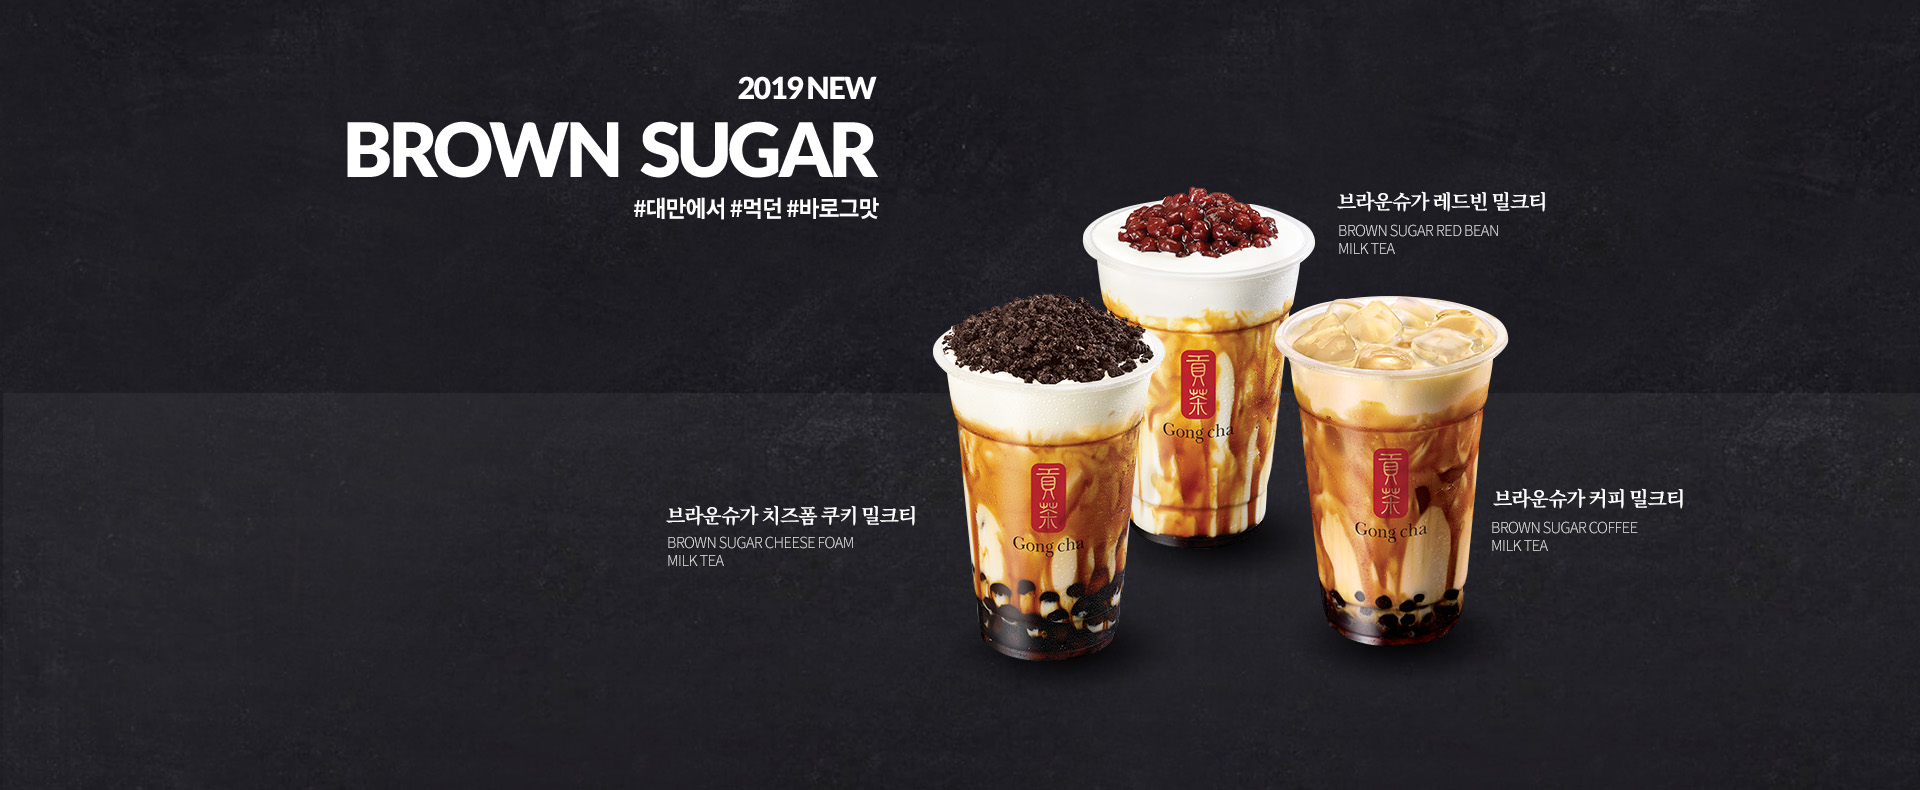 2019 NEW
BROWN SUGAR
#대만에서 #먹던 #바로그맛
브라운슈가 레드빈 밀크티
BROWN SUGAR RED BEAN
MILK TEA
貢茶
Gong cha
브라운슈가 치즈폼 쿠키 밀크티
BROWN SUGAR CHEESE FOAM
MILK TEA
貢茶
Gong cha
브라운슈가 커피 밀크티
BROWN SUGAR COFFEE
MILK TEA
貢茶
Gong cha